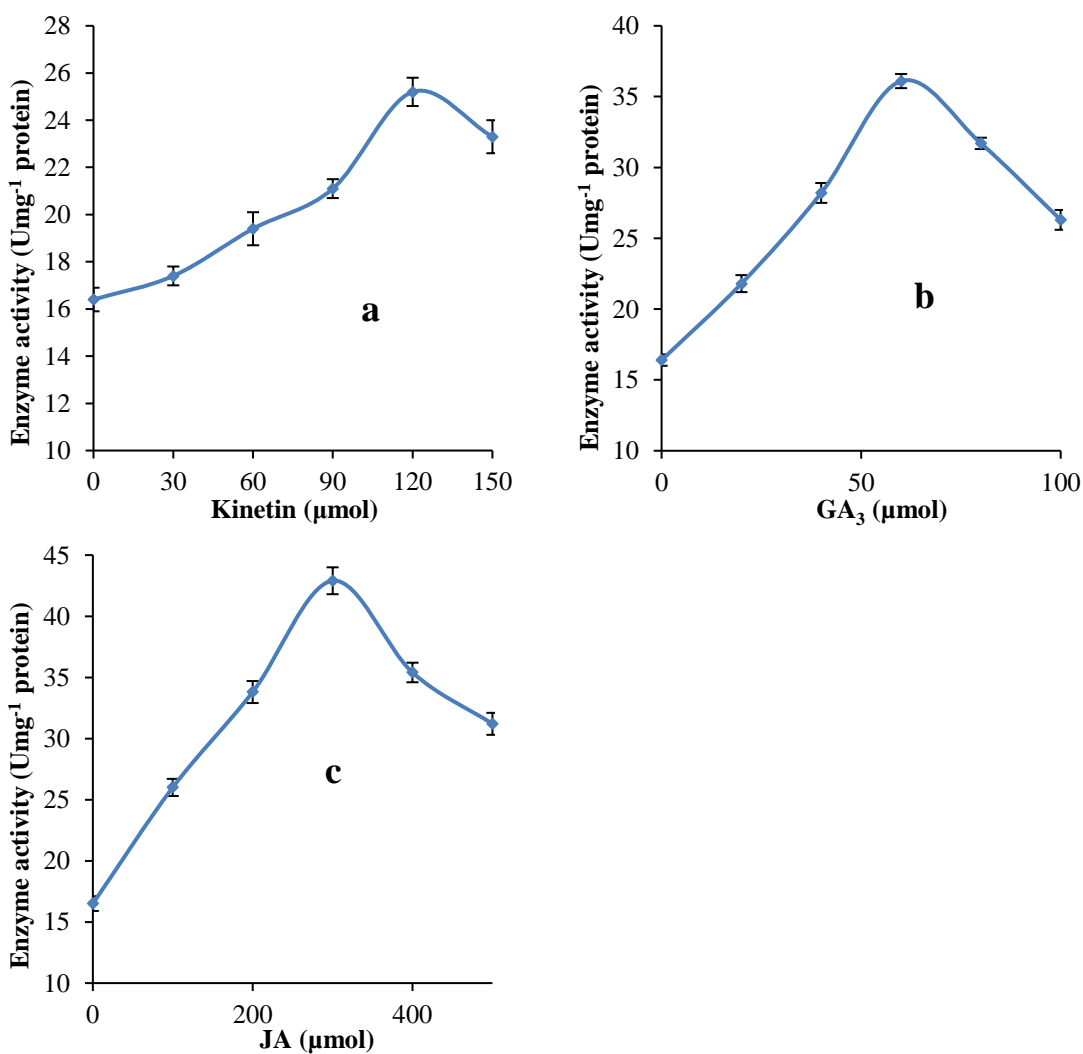 Enzyme activity (Umg-1 protein)
28
26
24
22
20
18
16
14
12
10
a
0 30 60 90 120 150
Kinetin (µmol)
Enzyme activity (Umg-1 protein)
40
35
30
25
20
15
10
b
0 50 100
GA3 (µmol)
Enzyme activity (Umg-1 protein)
45
40
35
30
25
20
15
10
c
0 200 400
JA (µmol)